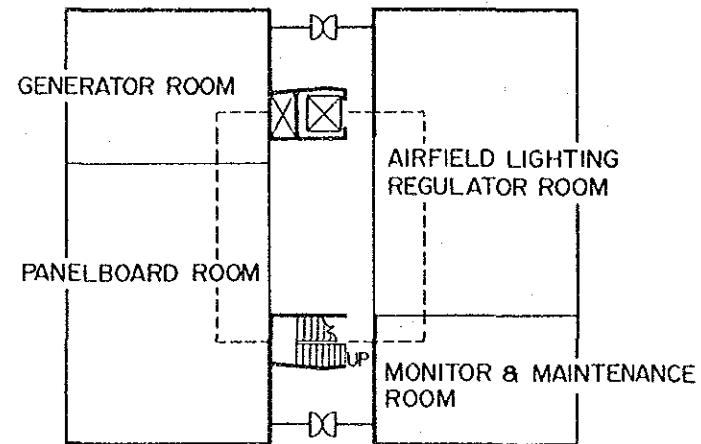 GENERATOR ROOM
AIRFIELD LIGHTING
REGULATOR ROOM
PANELBOARD ROOM
UP
MONITOR & MAINTENANCE
ROOM